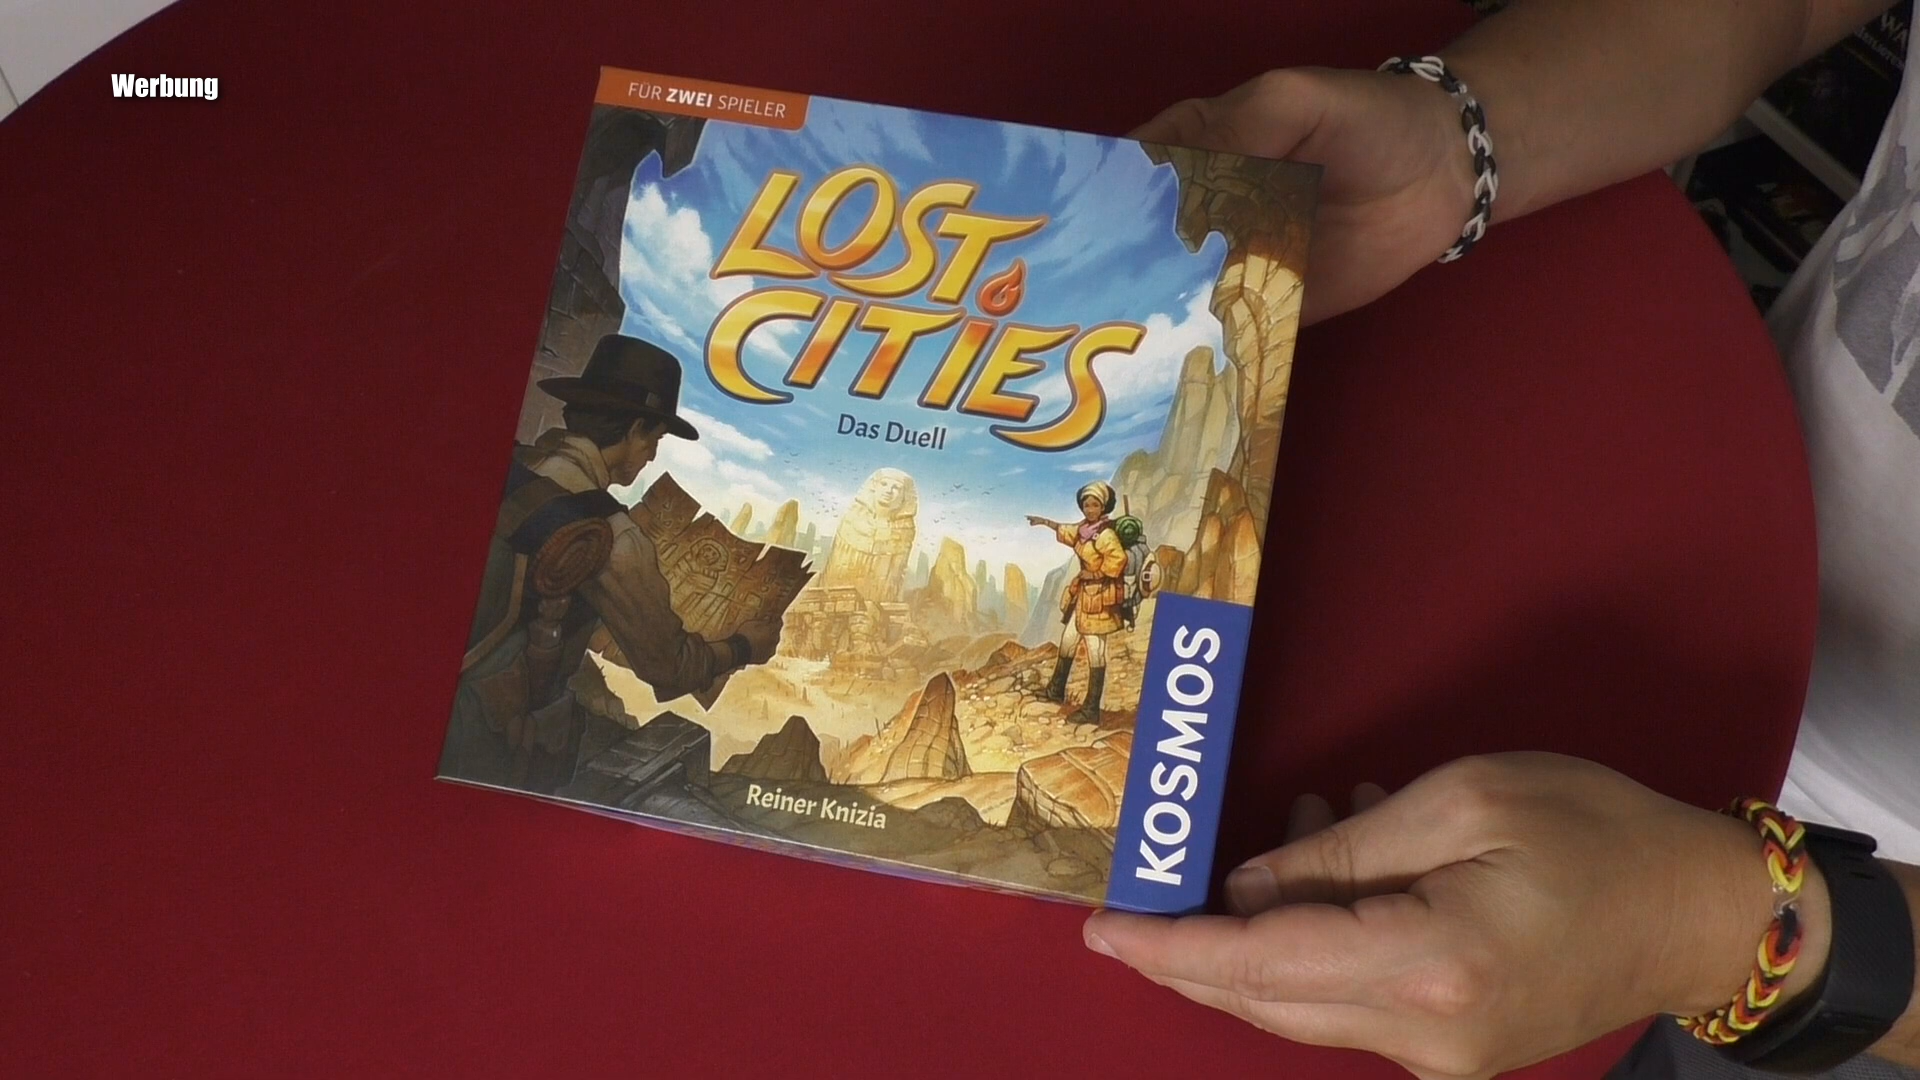 Werbung
FÜR ZWEI SPIELER
LOST
CITIES
Das Duell
Reiner Knizia
KOSMOS